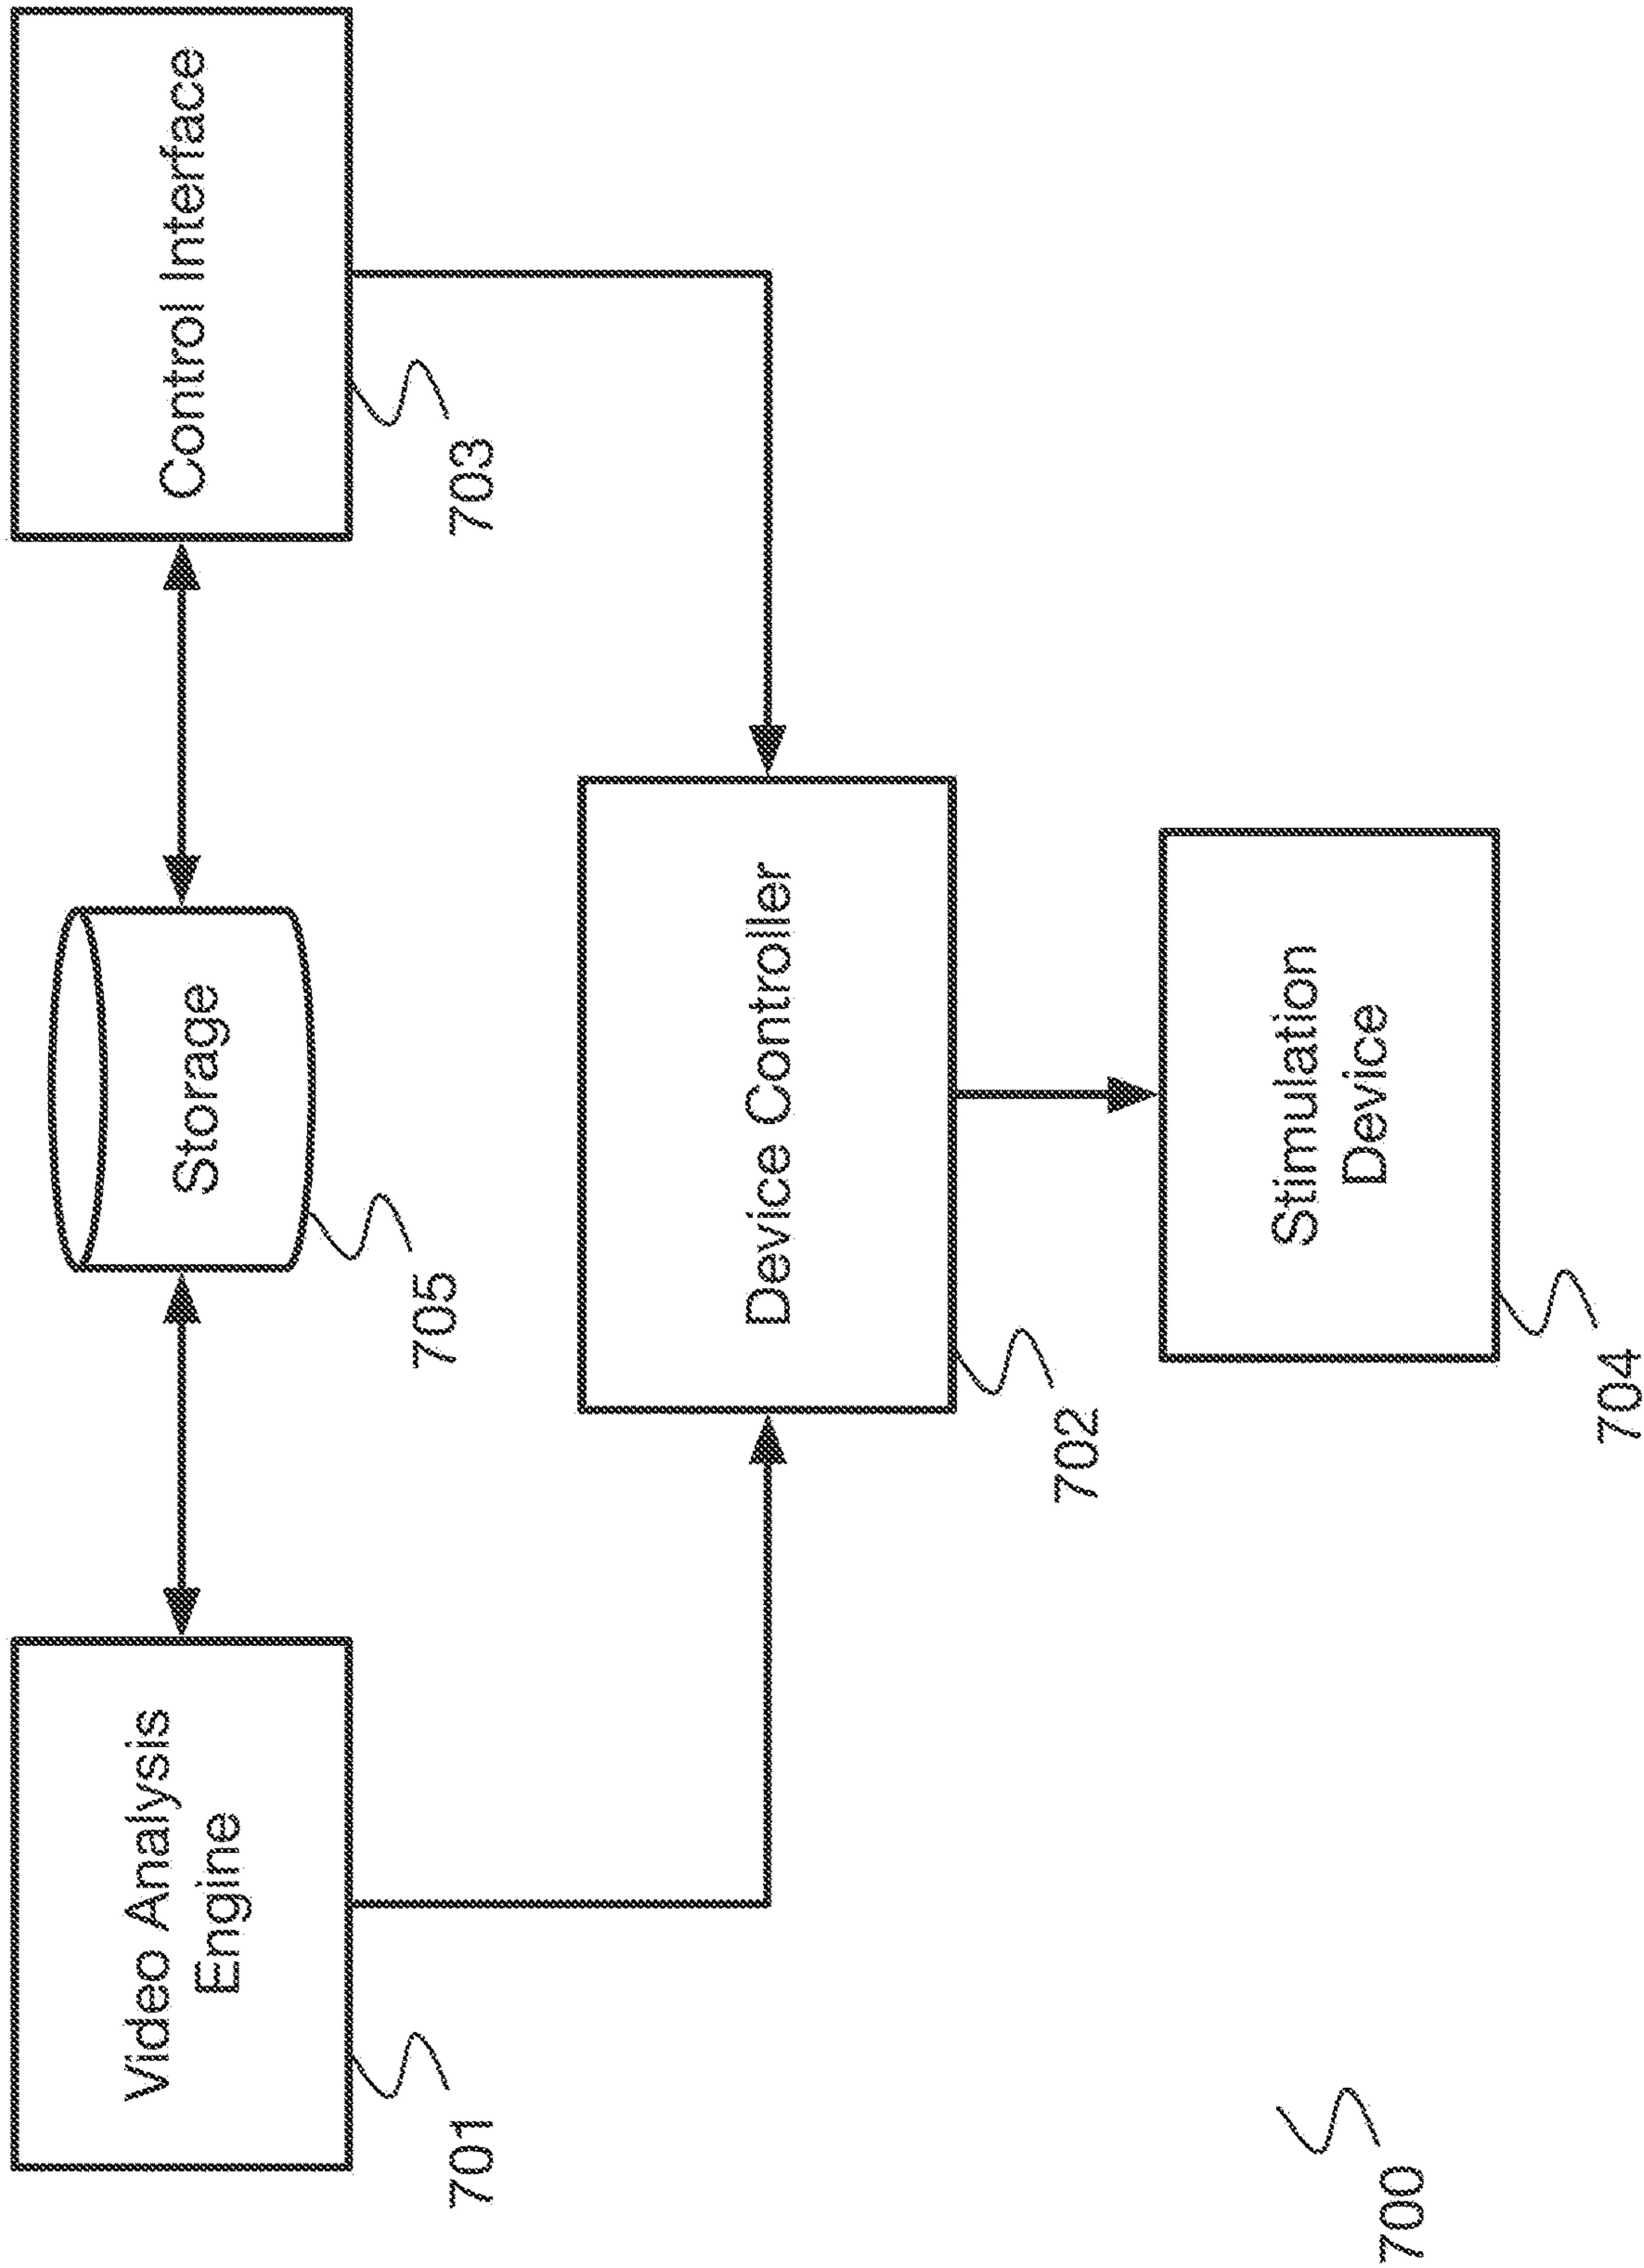 Video Analysis
Engine
701
Storage
705
Control Interface
703
Device Controller
702
Stimulation
Device
704
700